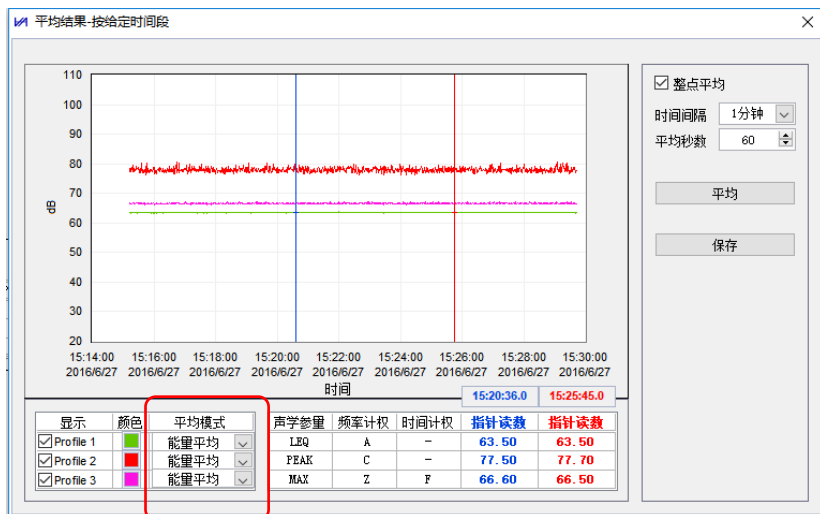 平均结果-按给定时间段
整点平均
时间间隔 1分钟
平均秒数 60
平均
保存
dB
110
100
90
80
70
60
50
40
30
20
15:14:00 15:16:00 15:18:00 15:20:00 15:22:00 15:24:00 15:26:00 15:28:00 15:30:00
2016/6/27 2016/6/27 2016/6/27 2016/6/27 2016/6/27 2016/6/27 2016/6/27 2016/6/27 2016/6/27
时间
15:20:36.0 15:25:45.0
显示 颜色 平均模式 声学参量 频率计权 时间计权 指针读数 指针读数
Profile 1 能量平均 LEQ A - 63.50 63.50
Profile 2 能量平均 PEAK C - 77.50 77.70
Profile 3 能量平均 MAX Z F 66.60 66.50